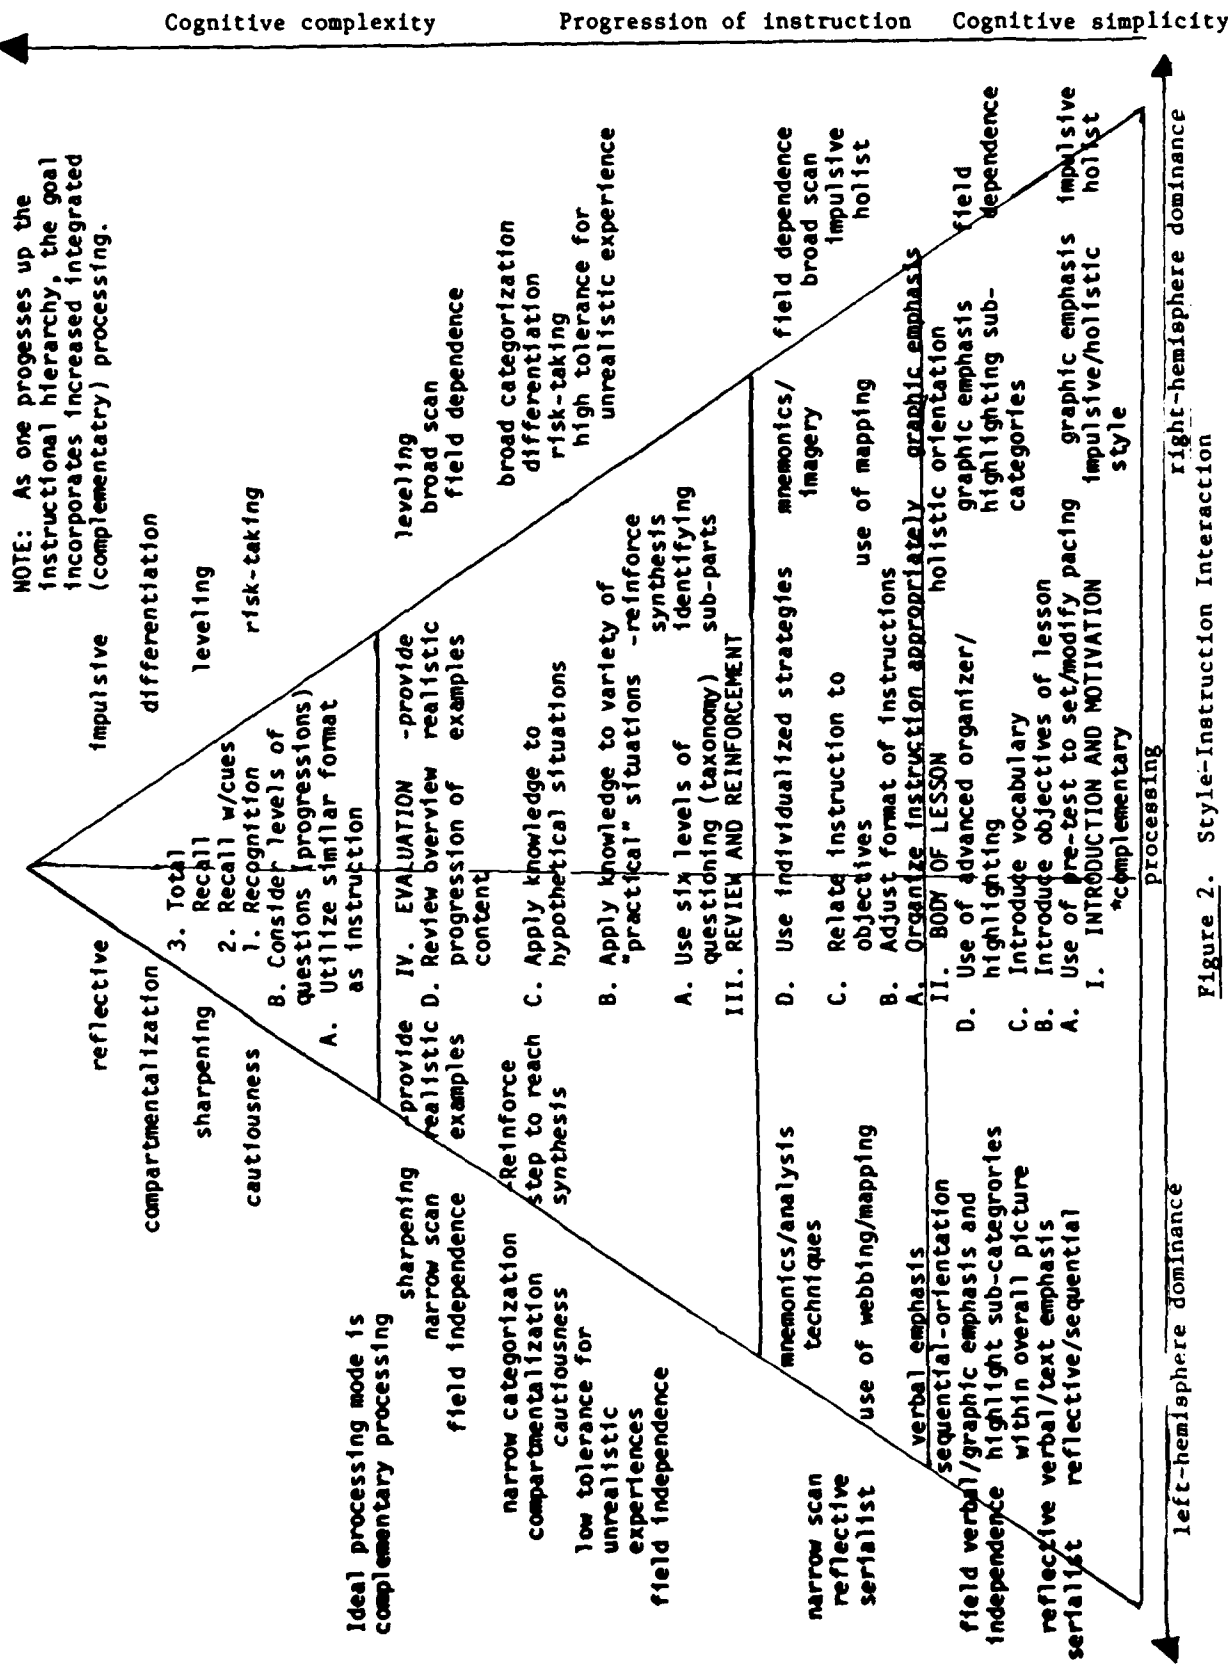 Cognitive complexity
Progression of instruction
Cognitive simplicity
NOTE: As one progesses up the
instructional hierarchy, the goal
incorporates increased integrated
(complementatry) processing.
reflective
impulsive
compartmentalization
differentiation
sharpening
leveling
cautiousness
risk-taking
3. Total
Recall
2. Recall w/cues
1. Recognition
B. Consider levels of
questions (progressions)
A. Utilize similar format
as instruction
Ideal processing mode is
complementary processing
sharpening
narrow scan
field independence
-provide
realistic
examples
IV. EVALUATION
D. Review overview
progression of
content
-provide
realistic
examples
leveling
broad scan
field dependence
narrow categorization
compartmentalization
cautiousness
low tolerance for
unrealistic
experiences
field independence
-Reinforce
step to reach
synthesis
C. Apply knowledge to
hypothetical situations
B. Apply knowledge to variety of
"practical" situations
-reinforce
synthesis
identifying
sub-parts
A. Use six levels of
questioning (taxonomy)
III. REVIEW AND REINFORCEMENT
broad categorization
differentiation
risk-taking
high tolerance for
unrealistic experience
narrow scan
reflective
serialist
mnemonics/analysis
techniques
use of webbing/mapping
verbal emphasis
D. Use individualized strategies
C. Relate instruction to
objectives
B. Adjust format of instructions
A. Organize instruction appropriately
II. BODY OF LESSON
mnemonics/
imagery
use of mapping
graphic emphasis
field dependence
broad scan
impulsive
holist
sequential-orientation
field
independence
verbal/graphic emphasis and
highlight sub-categrories
within overall picture
reflective
serialist
verbal/text emphasis
reflective/sequential
D. Use of advanced organizer/
highlighting
C. Introduce vocabulary
B. Introduce objectives of lesson
A. Use of pre-test to set/modify pacing
I. INTRODUCTION AND MOTIVATION
holistic orientation
graphic emphasis
highlighting sub-
categories
graphic emphasis
impulsive/holistic
style
field
dependence
impulsive
holist
*complementary
processing
left-hemisphere dominance
right-hemisphere dominance
Figure 2. Style-Instruction Interaction